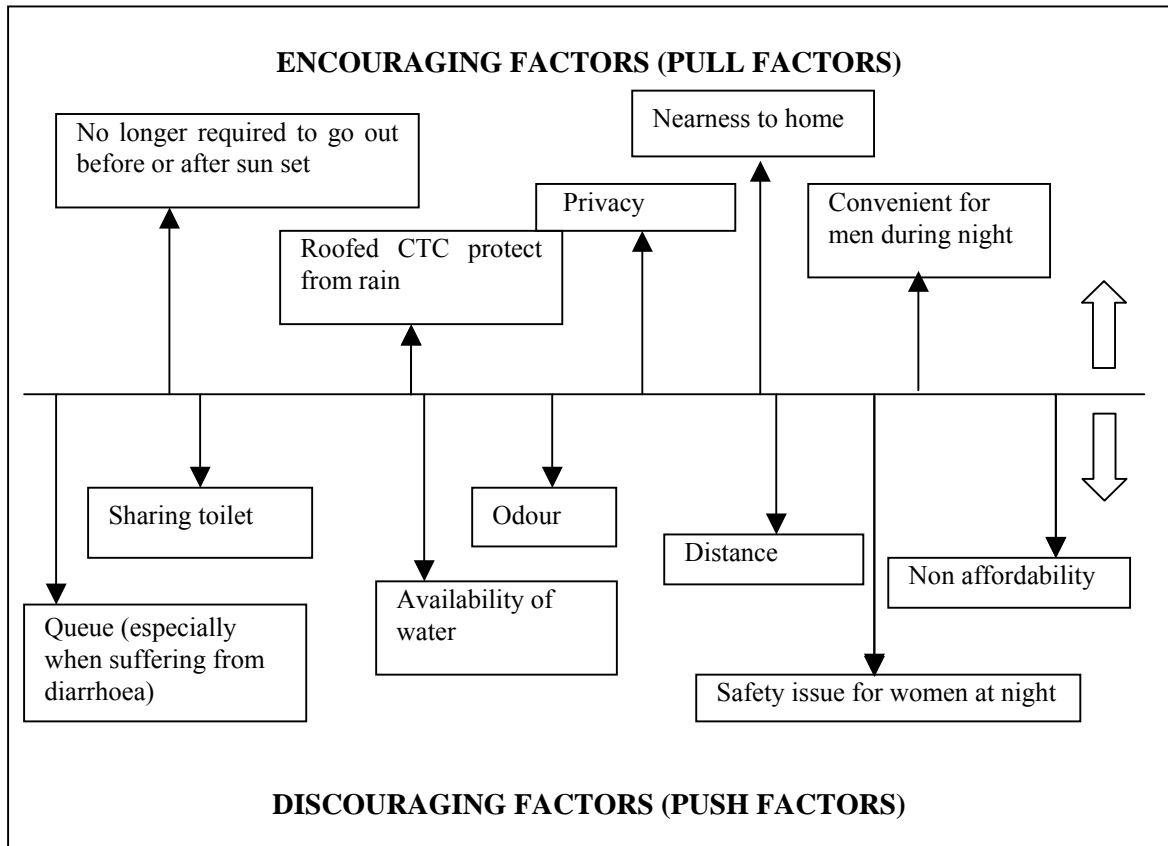 ENCOURAGING FACTORS (PULL FACTORS)
No longer required to go out
before or after sun set
Roofed CTC protect
from rain
Privacy
Nearness to home
Convenient for
men during night
Sharing toilet
Queue (especially
when suffering from
diarrhoea)
Availability of
water
Odour
Distance
Safety issue for women at night
Non affordability
DISCOURAGING FACTORS (PUSH FACTORS)